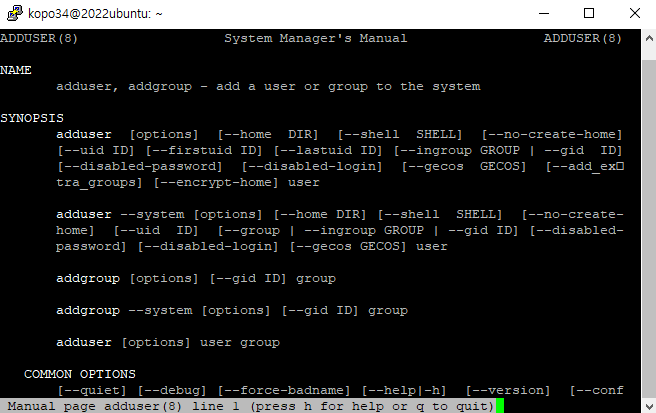 kopo34@2022ubuntu: ~
ADDUSER(8) System Manager's Manual ADDUSER(8)
NAME
adduser, addgroup - add a user or group to the system
SYNOPSIS
adduser [options] [--home DIR] [--shell SHELL] [--no-create-home]
[--uid ID] [--firstuid ID] [--lastuid ID] [--ingroup GROUP | --gid ID]
[--disabled-password] [--disabled-login] [--gecos GECOS] [--add_ex□
tra_groups] [--encrypt-home] user
adduser --system [options] [--home DIR] [--shell SHELL] [--no-create-
home] [--uid ID] [--group | --ingroup GROUP | --gid ID] [--disabled-
password] [--disabled-login] [--gecos GECOS] user
addgroup [options] [--gid ID] group
addgroup --system [options] [--gid ID] group
adduser [options] user group
COMMON OPTIONS
[--quiet] [--debug] [--force-badname] [--help|-h] [--version] [--conf
Manual page adduser(8) line 1 (press h for help or q to quit)